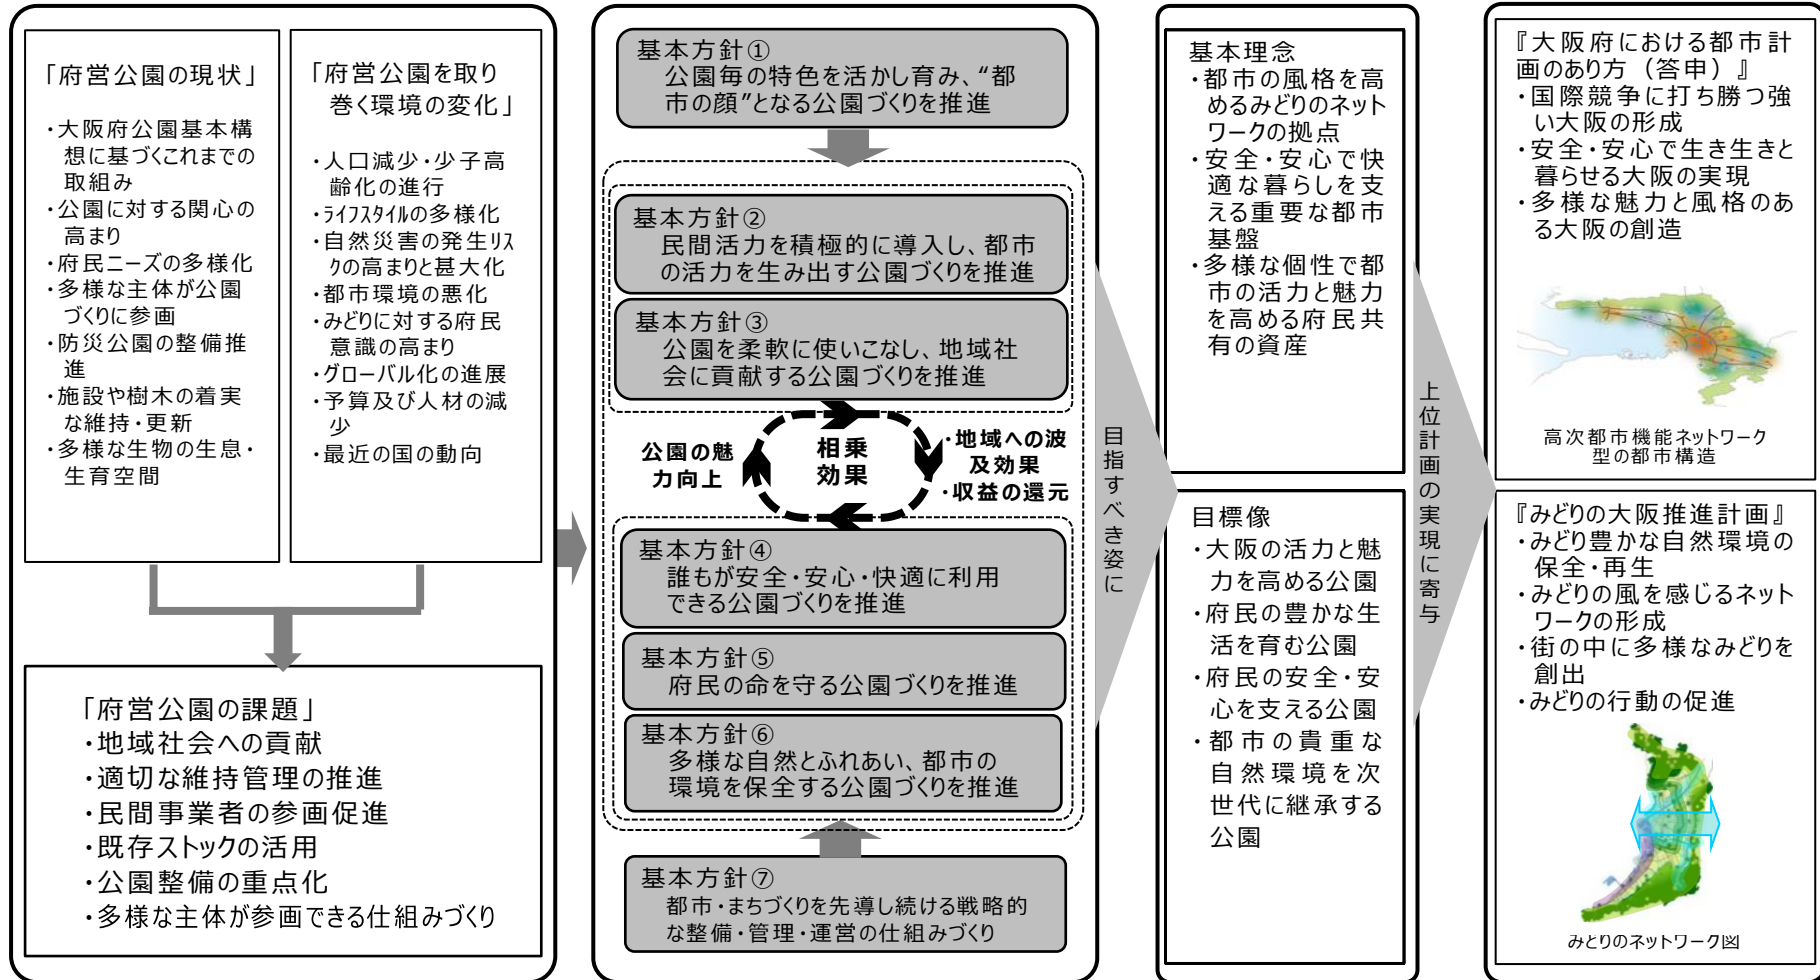 「府営公園の現状」
・大阪府公園基本構
想に基づくこれまでの
取組み
・公園に対する関心の
高まり
・府民ニーズの多様化
・多様な主体が公園
づくりに参画
・防災公園の整備推
進
・施設や樹木の着実
な維持・更新
・多様な生物の生息・
生育空間
「府営公園を取り
巻く環境の変化」
・人口減少・少子高
齢化の進行
・ライフスタイルの多様化
・自然災害の発生リス
クの高まりと甚大化
・都市環境の悪化
・みどりに対する府民
意識の高まり
・グローバル化の進展
・予算及び人材の減
少
・最近の国の動向
「府営公園の課題」
・地域社会への貢献
・適切な維持管理の推進
・民間事業者の参画促進
・既存ストックの活用
・公園整備の重点化
・多様な主体が参画できる仕組みづくり
基本方針①
公園毎の特色を活かし育み、“都
市の顔”となる公園づくりを推進
基本方針②
民間活力を積極的に導入し、都市
の活力を生み出す公園づくりを推進
基本方針③
公園を柔軟に使いこなし、地域社
会に貢献する公園づくりを推進
公園の魅
力向上
相乗
効果
・地域への波
及効果
・収益の還元
基本方針④
誰もが安全・安心・快適に利用
できる公園づくりを推進
基本方針⑤
府民の命を守る公園づくりを推進
基本方針⑥
多様な自然とふれあい、都市の
環境を保全する公園づくりを推進
基本方針⑦
都市・まちづくりを先導し続ける戦略的
な整備・管理・運営の仕組みづくり
目指すべき姿に
基本理念
・都市の風格を高
めるみどりのネット
ワークの拠点
・安全・安心で快
適な暮らしを支
える重要な都市
基盤
・多様な個性で都
市の活力と魅力
を高める府民共
有の資産
目標像
・大阪の活力と魅
力を高める公園
・府民の豊かな生
活を育む公園
・府民の安全・安
心を支える公園
・都市の貴重な
自然環境を次
世代に継承する
公園
上位計画の実現に寄与
『大阪府における都市計
画のあり方（答申）』
・国際競争に打ち勝つ強
い大阪の形成
・安全・安心で生き生きと
暮らせる大阪の実現
・多様な魅力と風格のあ
る大阪の創造
高次都市機能ネットワーク
型の都市構造
『みどりの大阪推進計画』
・みどり豊かな自然環境の
保全・再生
・みどりの風を感じるネット
ワークの形成
・街の中に多様なみどりを
創出
・みどりの行動の促進
みとりのネットワーク図